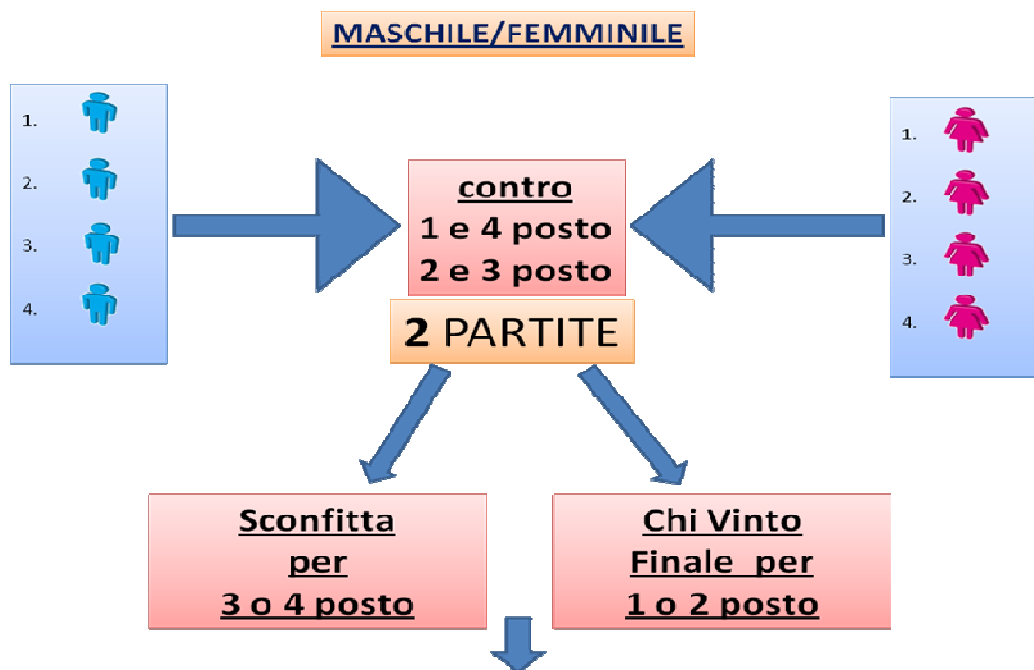 MASCHILE/FEMMINILE
1.
2.
3.
4.
contro
1 e 4 posto
2 e 3 posto
2 PARTITE
1.
2.
3.
4.
Sconfitta
per
3 o 4 posto
Chi Vinto
Finale per
1 o 2 posto